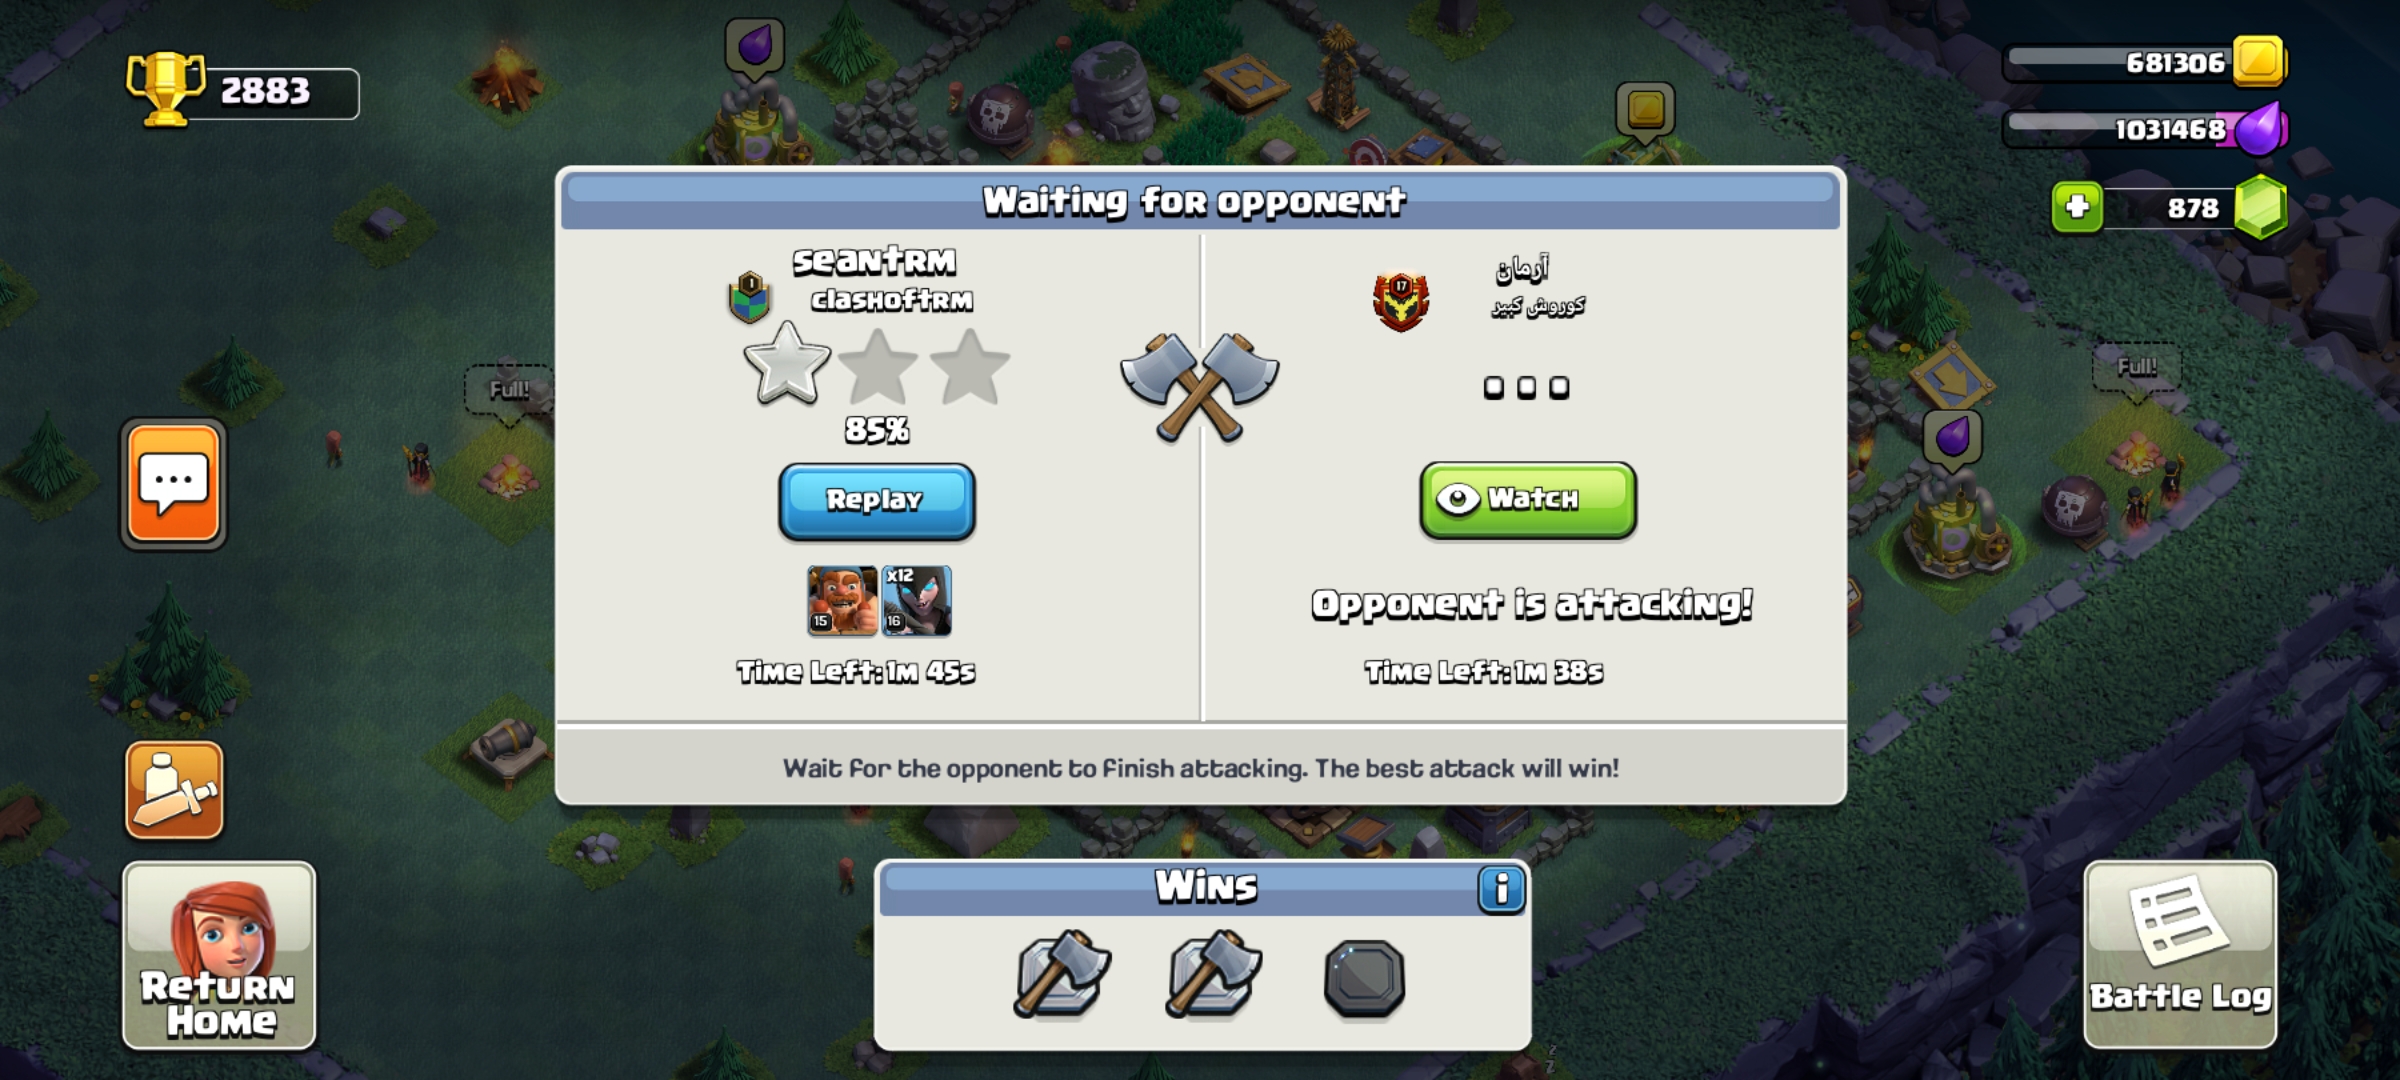 2883
681306
1031468
878
Waiting for opponent
seantRM
clashoftRM
1
85%
Replay
x12
15
16
Time Left:1m 45s
17
آرمان
کوروش کبیر
Watch
Opponent is attacking!
Time Left:1m 38s
Full!
Full!
Wait for the opponent to finish attacking. The best attack will win!
Wins
i
Return
Home
Battle Log
z
z